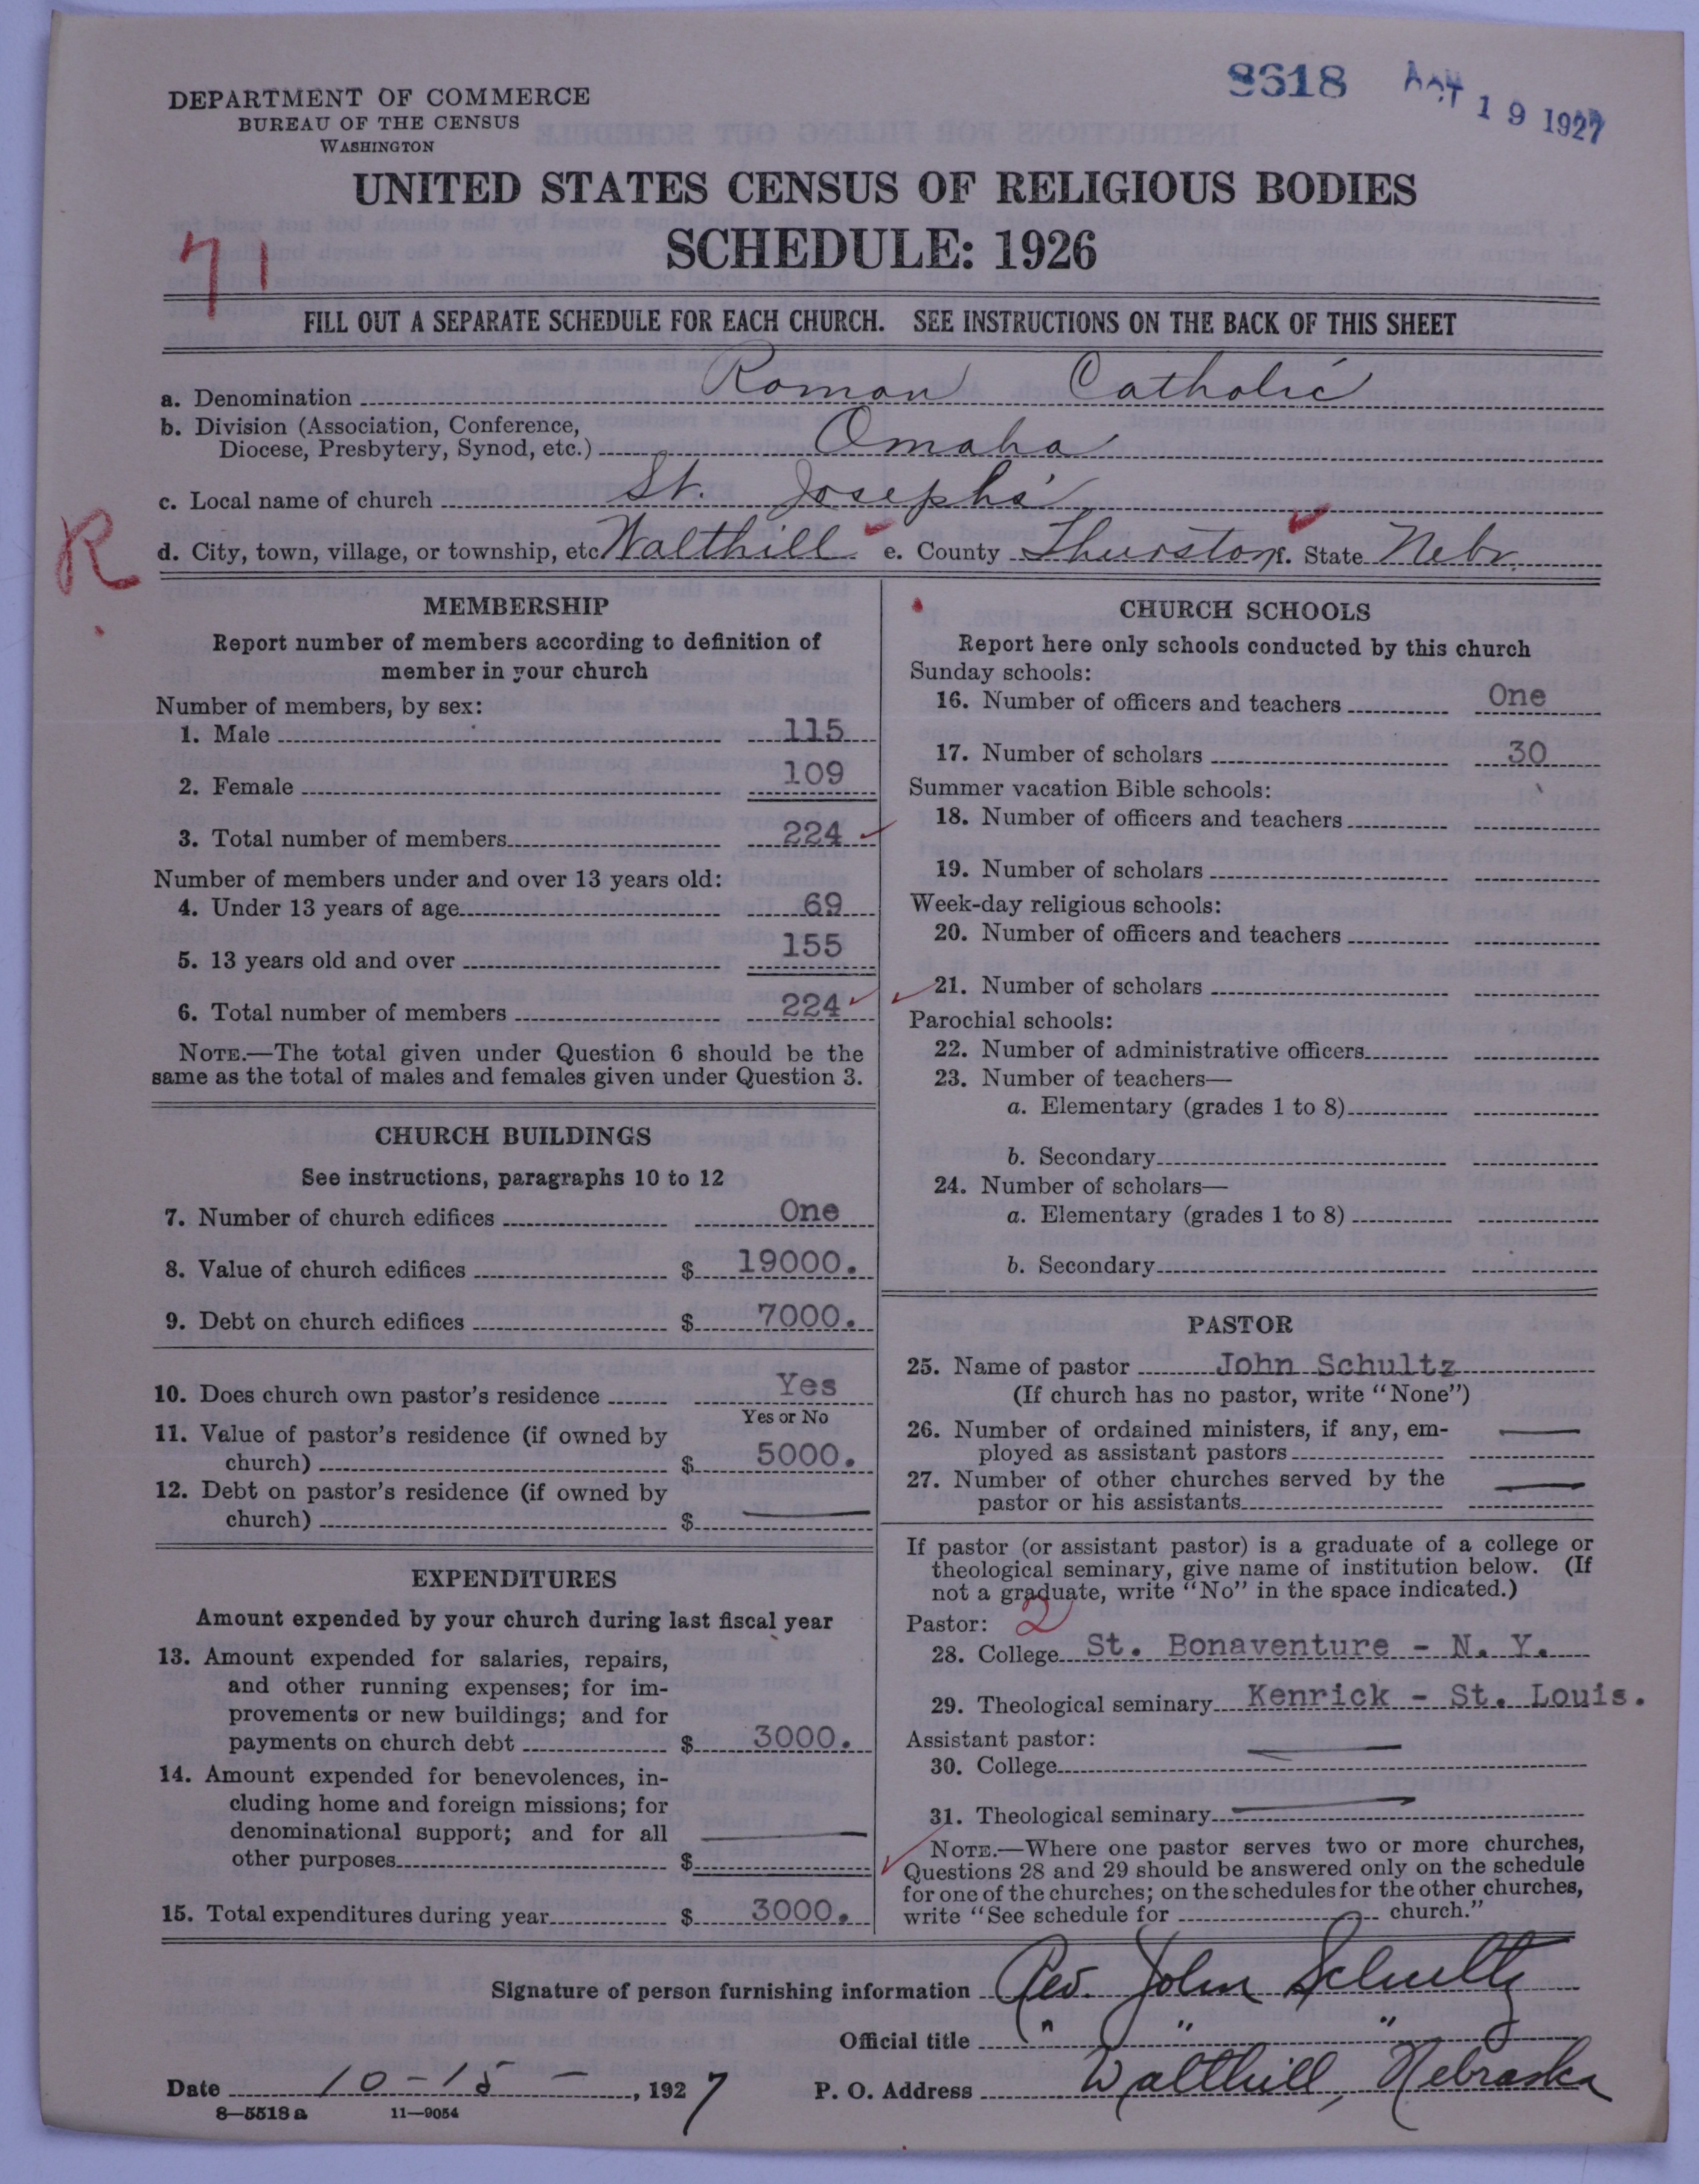 8618 19 1927
DEPARTMENT OF COMMERCE
BUREAU OF THE CENSUS
WASHINGTON
UNITED STATES CENSUS OF RELIGIOUS BODIES
SCHEDULE: 1926
71
FILL OUT A SEPARATE SCHEDULE FOR EACH CHURCH. SEE INSTRUCTIONS ON THE BACK OF THIS SHEET
a. Denomination Roman Catholic
b. Division (Association, Conference,
Diocese, Presbytery, Synod, etc.) Omaha
c. Local name of church St. Josephs'
R
d. City, town, village, or township, etc. Walthill e. County Thurston f. State Nebr.
MEMBERSHIP
Report number of members according to definition of
member in your church
Number of members, by sex:
1. Male 115
2. Female 109
3. Total number of members 224
Number of members under and over 13 years old:
4. Under 13 years of age 69
5. 13 years old and over 155
6. Total number of members 224
NOTE.—The total given under Question 6 should be the
same as the total of males and females given under Question 3.
CHURCH BUILDINGS
See instructions, paragraphs 10 to 12
7. Number of church edifices One
8. Value of church edifices $ 19000.
9. Debt on church edifices $ 7000.
10. Does church own pastor's residence Yes
Yes or No
11. Value of pastor's residence (if owned by
church) $ 5000.
12. Debt on pastor's residence (if owned by
church) $ —
EXPENDITURES
Amount expended by your church during last fiscal year
13. Amount expended for salaries, repairs,
and other running expenses; for im-
provements or new buildings; and for
payments on church debt $ 3000.
14. Amount expended for benevolences, in-
cluding home and foreign missions; for
denominational support; and for all
other purposes $ —
15. Total expenditures during year $ 3000.
CHURCH SCHOOLS
Report here only schools conducted by this church
Sunday schools:
16. Number of officers and teachers One
17. Number of scholars 30
Summer vacation Bible schools:
18. Number of officers and teachers
19. Number of scholars
Week-day religious schools:
20. Number of officers and teachers
21. Number of scholars
Parochial schools:
22. Number of administrative officers
23. Number of teachers—
a. Elementary (grades 1 to 8)
b. Secondary
24. Number of scholars—
a. Elementary (grades 1 to 8)
b. Secondary
PASTOR
25. Name of pastor John Schultz
(If church has no pastor, write "None")
26. Number of ordained ministers, if any, em-
ployed as assistant pastors —
27. Number of other churches served by the
pastor or his assistants —
If pastor (or assistant pastor) is a graduate of a college or
theological seminary, give name of institution below. (If
not a graduate, write "No" in the space indicated.)
Pastor: 2
28. College St. Bonaventure - N. Y.
29. Theological seminary Kenrick - St. Louis.
Assistant pastor:
30. College —
31. Theological seminary —
NOTE.—Where one pastor serves two or more churches,
Questions 28 and 29 should be answered only on the schedule
for one of the churches; on the schedules for the other churches,
write "See schedule for church."
Signature of person furnishing information Rev. John Schultz
Official title " " "
Date 10-15-, 1927 P. O. Address Walthill, Nebraska
8—5518 a 11—9054